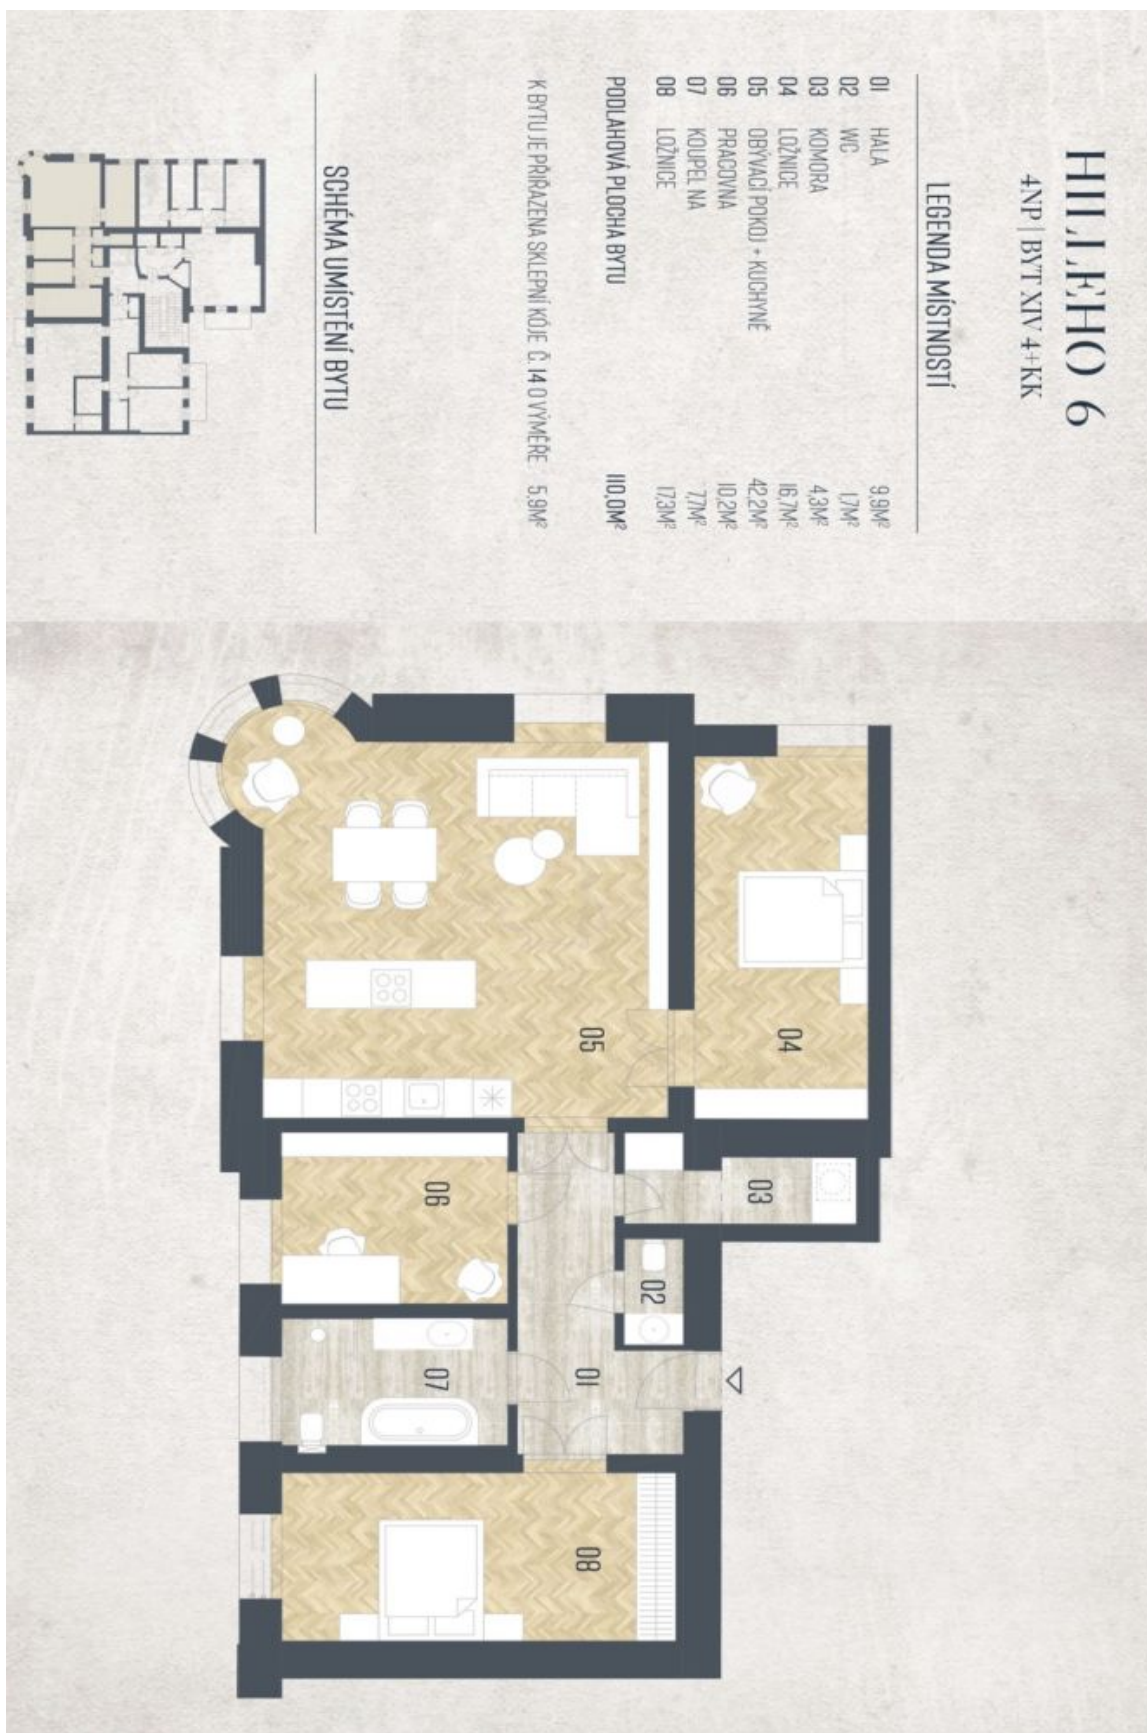 HILLEHO 6
4NP | BYT XIV 4+KK
LEGENDA MÍSTNOSTÍ
01 HALA 9,9M²
02 WC 1,7M²
03 KOMORA 4,3M²
04 LOŽNICE 16,7M²
05 OBÝVACÍ POKOJ + KUCHYNĚ 42,2M²
06 PRACOVNA 10,2M²
07 KOUPELNA 7,7M²
08 LOŽNICE 17,3M²
PODLAHOVÁ PLOCHA BYTU 110,0M²
K BYTU JE PŘIŘAZENA SKLEPNÍ KÓJE Č. 14 O VÝMĚŘE 5,9M²
SCHÉMA UMÍSTĚNÍ BYTU
04
03
02
05
01
06
07
08